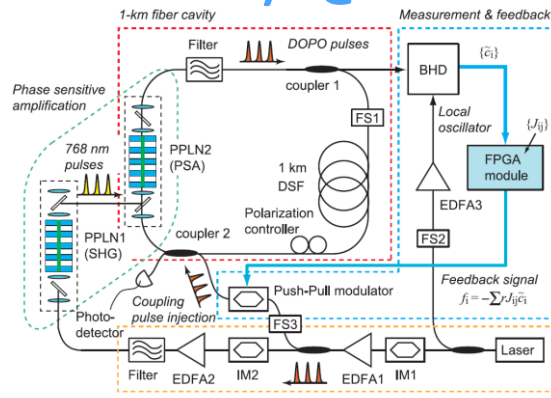 1-km fiber cavity
Measurement & feedback
Filter
DOPO pulses
coupler 1
BHD
{c̃i}
Phase sensitive
amplification
FS1
Local
oscillator
{Jij}
FPGA
module
768 nm
pulses
PPLN2
(PSA)
1 km
DSF
EDFA3
Polarization
controller
FS2
PPLN1
(SHG)
coupler 2
Feedback signal
fi = −∑rJijc̃i
Push-Pull modulator
Photo-
detector
Coupling
pulse injection
FS3
Laser
Filter
EDFA2
IM2
EDFA1
IM1